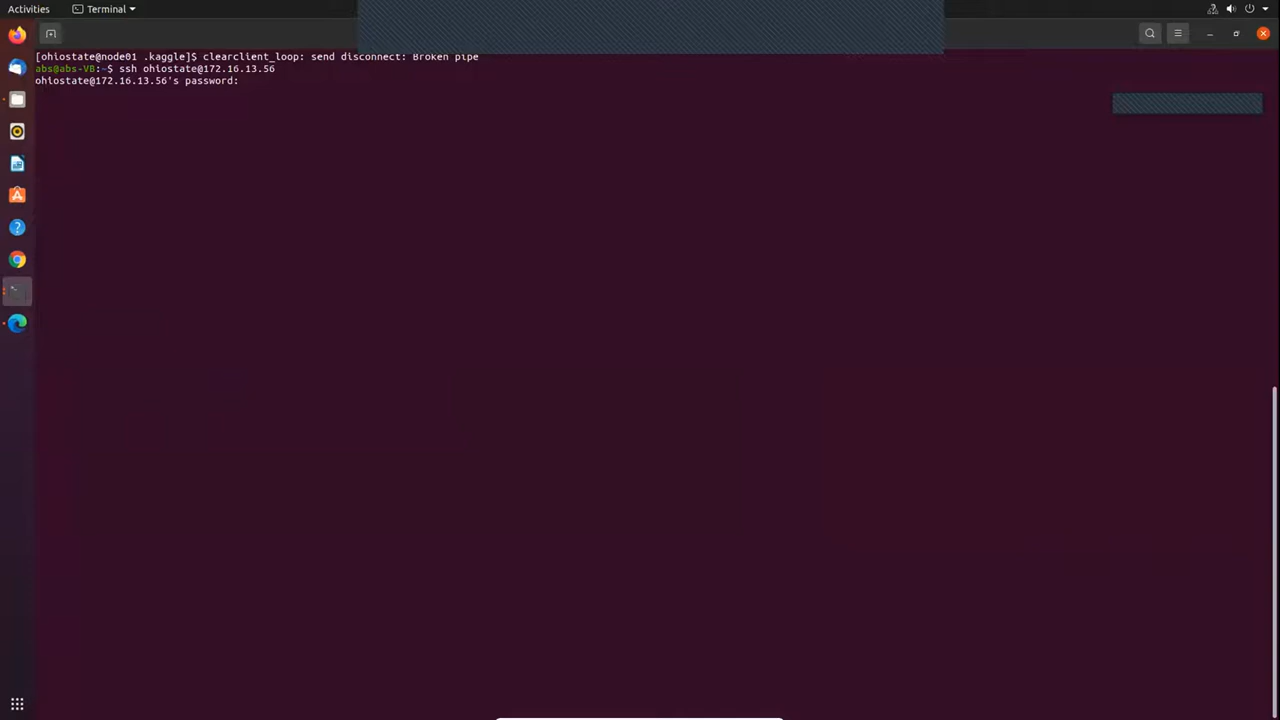 Activities
Terminal
[ohiostate@node01 .kaggle]$ clearclient_loop: send disconnect: Broken pipe
abs@abs-VB:~$ ssh ohiostate@172.16.13.56
ohiostate@172.16.13.56's password: